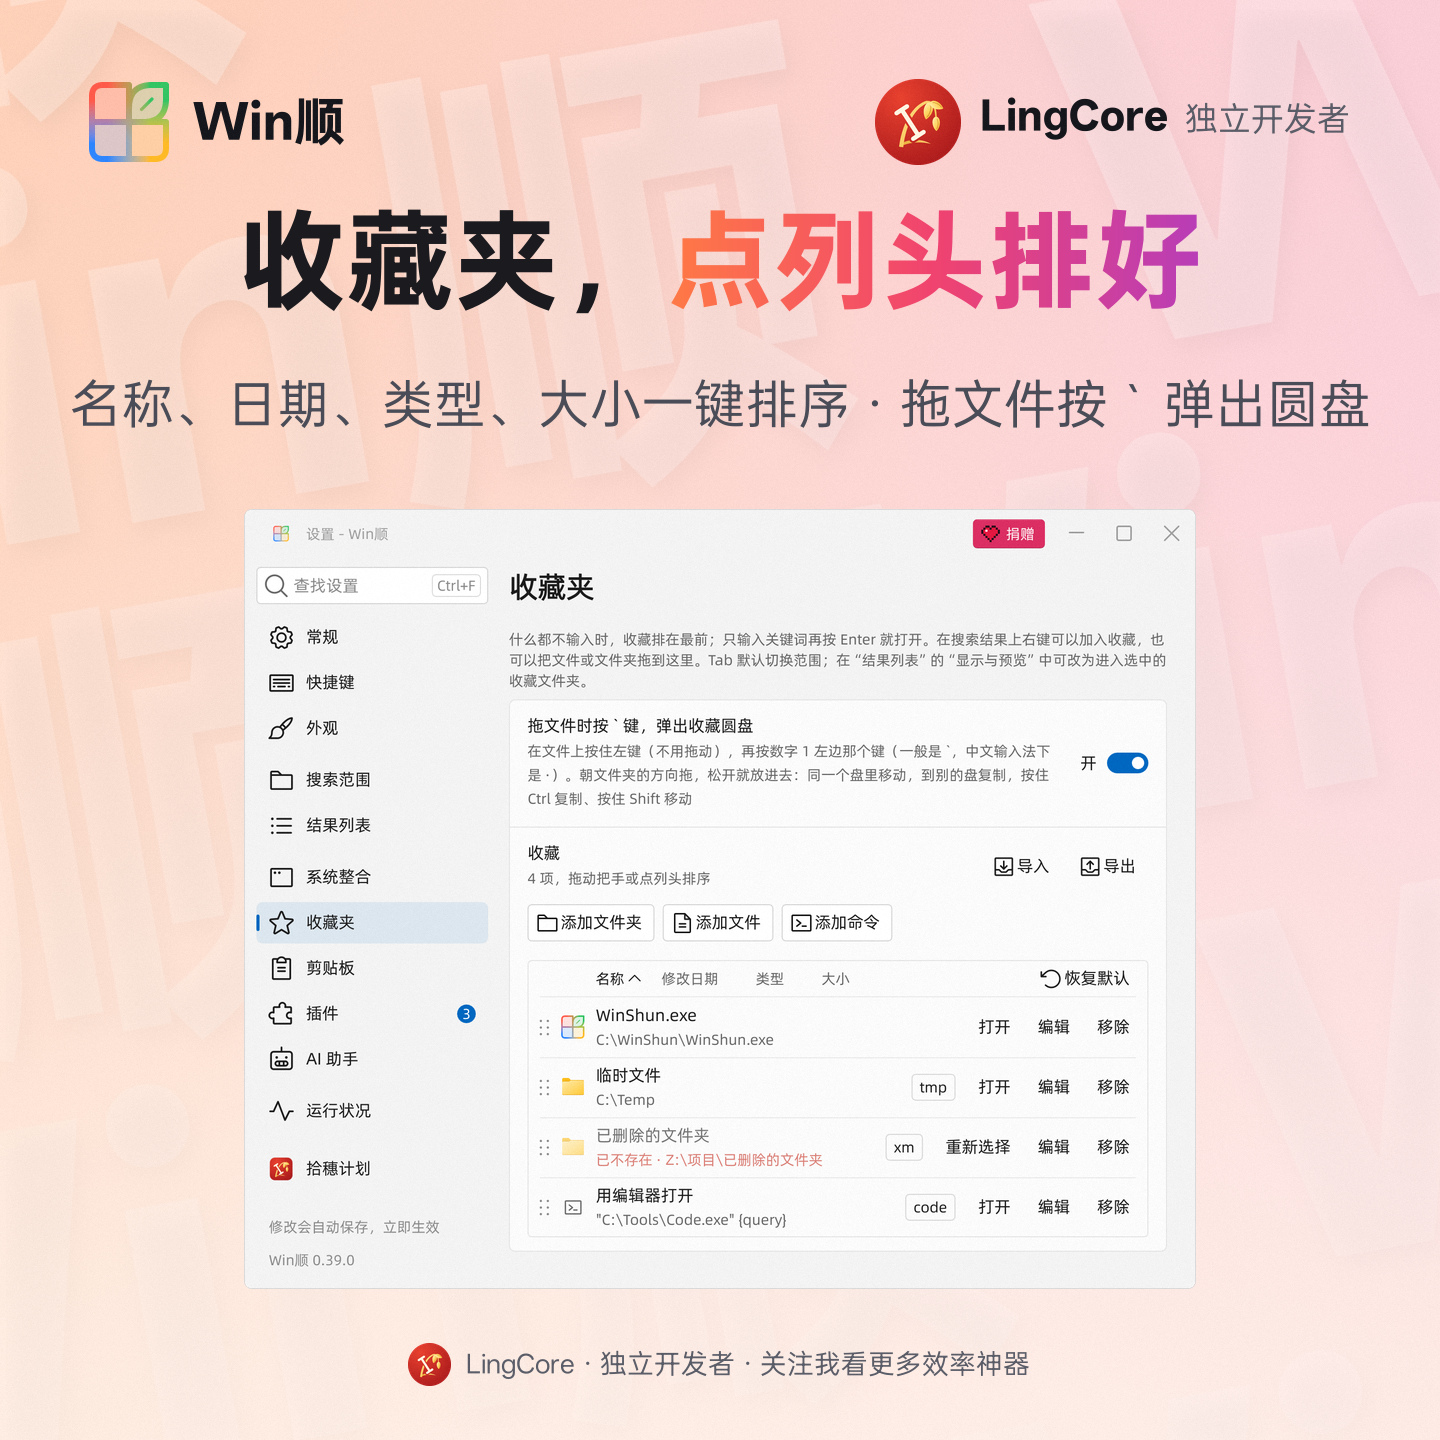 Win顺
LingCore 独立开发者
收藏夹，点列头排好
名称、日期、类型、大小一键排序 · 拖文件按 ` 弹出圆盘
设置 - Win顺
捐赠
查找设置 Ctrl+F
常规
快捷键
外观
搜索范围
结果列表
系统整合
收藏夹
剪贴板
插件 3
AI 助手
运行状况
拾穗计划
修改会自动保存，立即生效
Win顺 0.39.0
收藏夹
什么都不输入时，收藏排在最前；只输入关键词再按 Enter 就打开。在搜索结果上右键可以加入收藏，也
可以把文件或文件夹拖到这里。Tab 默认切换范围；在 “结果列表” 的 “显示与预览” 中可改为进入选中的
收藏文件夹。
拖文件时按 ` 键，弹出收藏圆盘
在文件上按住左键（不用拖动），再按数字 1 左边那个键（一般是 `，中文输入法下
是 ·）。朝文件夹的方向拖，松开就放进去：同一个盘里移动，到别的盘复制，按住
Ctrl 复制、按住 Shift 移动
开
收藏
4 项，拖动把手或点列头排序
导入 导出
添加文件夹 添加文件 添加命令
名称 修改日期 类型 大小 恢复默认
WinShun.exe
C:\WinShun\WinShun.exe
打开 编辑 移除
临时文件
C:\Temp
tmp 打开 编辑 移除
已删除的文件夹
已不存在 · Z:\项目\已删除的文件夹
xm 重新选择 编辑 移除
用编辑器打开
"C:\Tools\Code.exe" {query}
code 打开 编辑 移除
LingCore · 独立开发者 · 关注我看更多效率神器